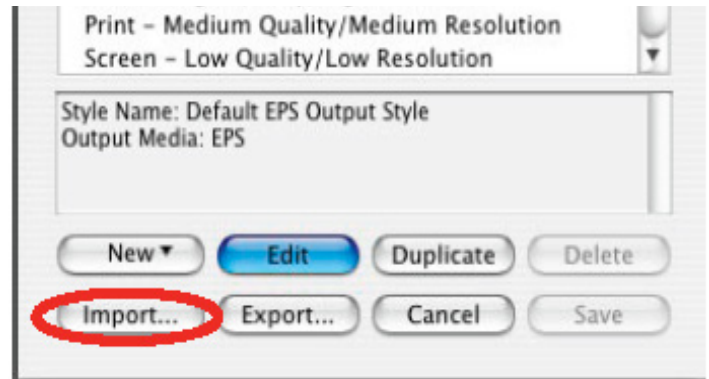 Print – Medium Quality/Medium Resolution
Screen – Low Quality/Low Resolution
Style Name: Default EPS Output Style
Output Media: EPS
New Edit Duplicate Delete
Import... Export... Cancel Save